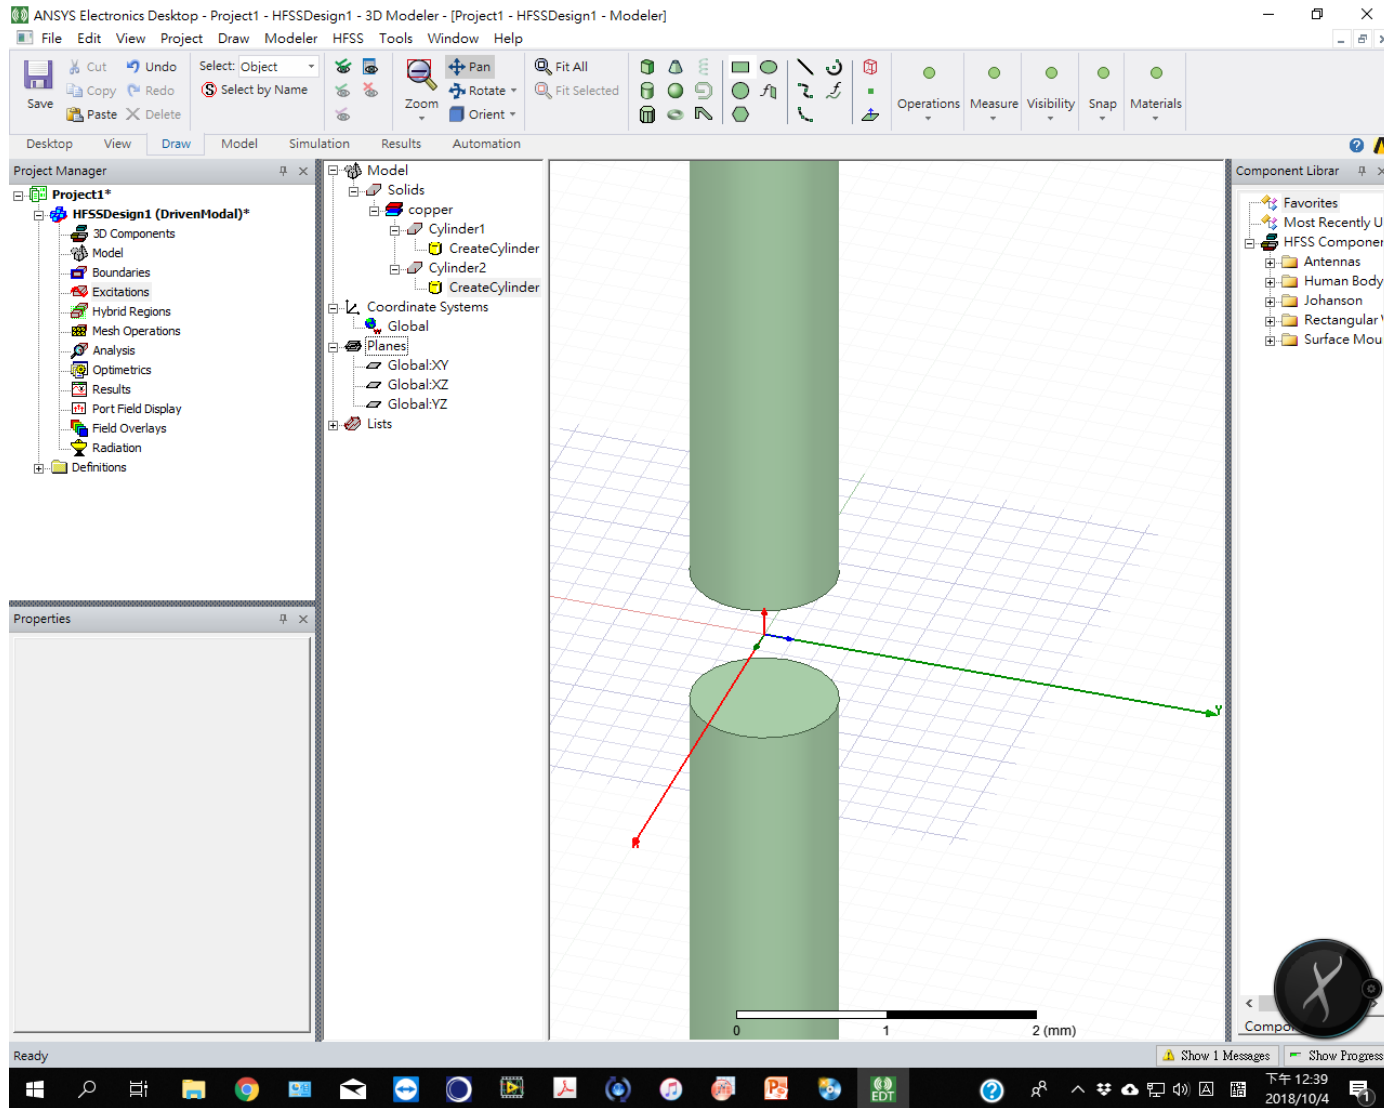 ANSYS Electronics Desktop - Project1 - HFSSDesign1 - 3D Modeler - [Project1 - HFSSDesign1 - Modeler]
File Edit View Project Draw Modeler HFSS Tools Window Help
Save
Cut Undo
Copy Redo
Paste Delete
Select: Object
Select by Name
Zoom
Pan
Rotate
Orient
Fit All
Fit Selected
Operations Measure Visibility Snap Materials
Desktop View Draw Model Simulation Results Automation
Project Manager
Project1*
HFSSDesign1 (DrivenModal)*
3D Components
Model
Boundaries
Excitations
Hybrid Regions
Mesh Operations
Analysis
Optimetrics
Results
Port Field Display
Field Overlays
Radiation
Definitions
Properties
Model
Solids
copper
Cylinder1
CreateCylinder
Cylinder2
CreateCylinder
Coordinate Systems
Global
Planes
Global:XY
Global:XZ
Global:YZ
Lists
Y
X
0 1 2 (mm)
Component Librar
Favorites
Most Recently U
HFSS Componen
Antennas
Human Body
Johanson
Rectangular
Surface Mou
Compo
Ready
Show 1 Messages Show Progress
EDT
下午 12:39
2018/10/4
1